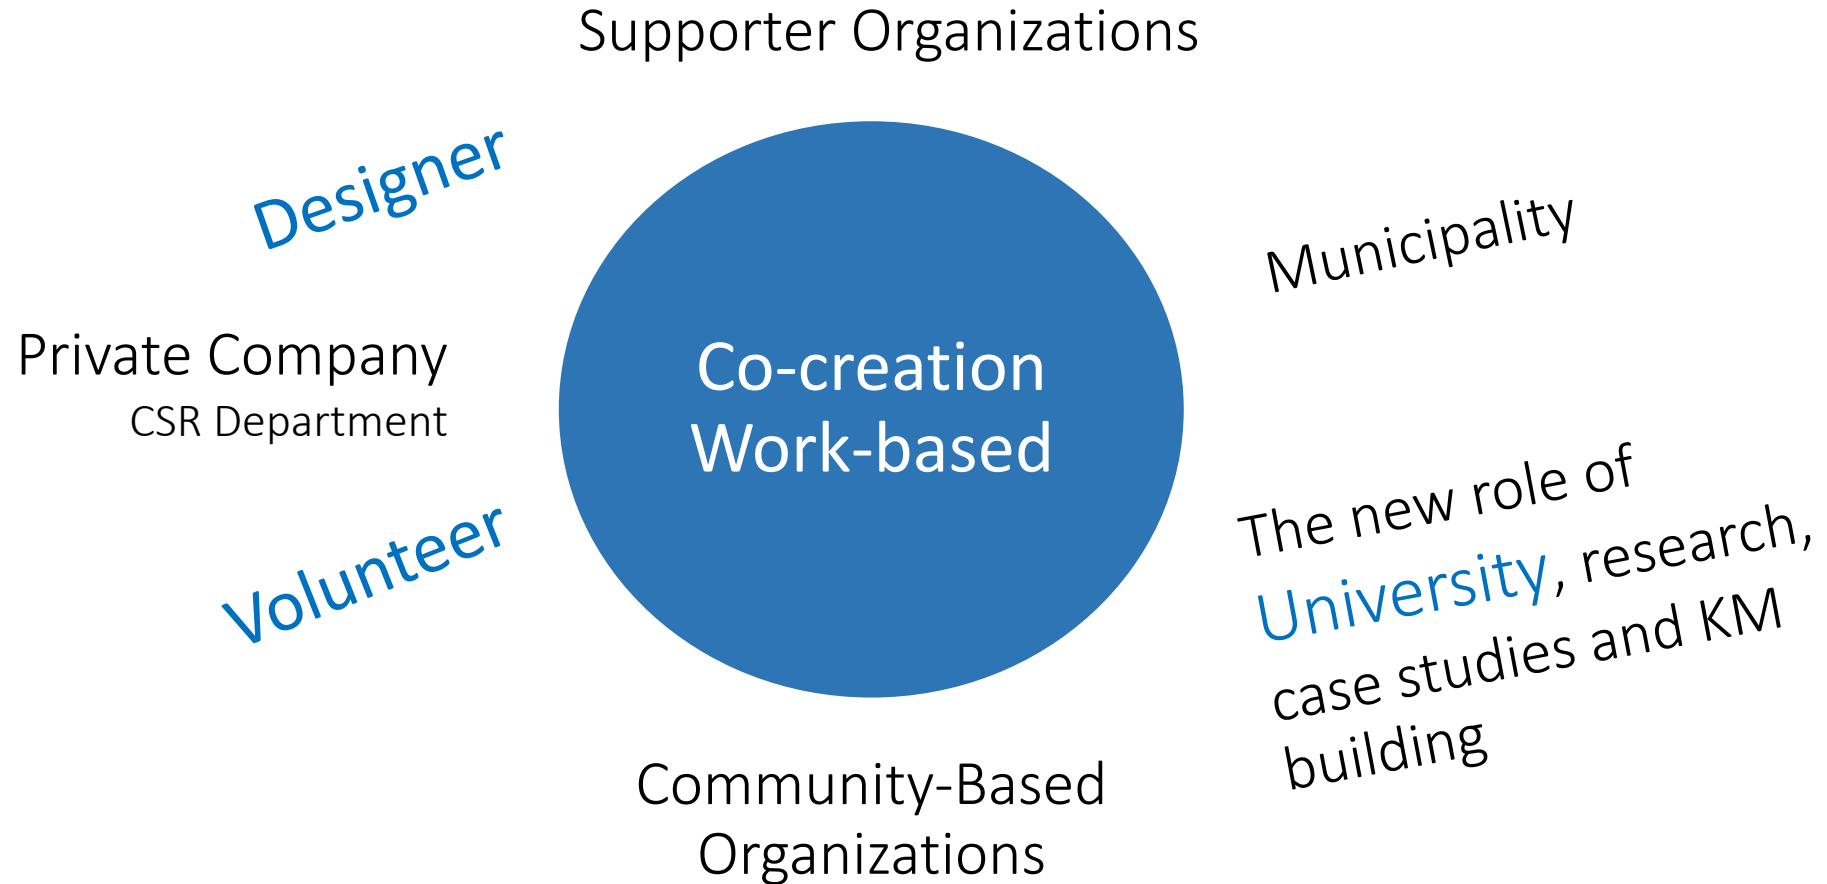 Supporter Organizations
Designer
Municipality
Private Company
CSR Department
Co-creation
Work-based
Volunteer
The new role of
University, research,
case studies and KM
building
Community-Based
Organizations